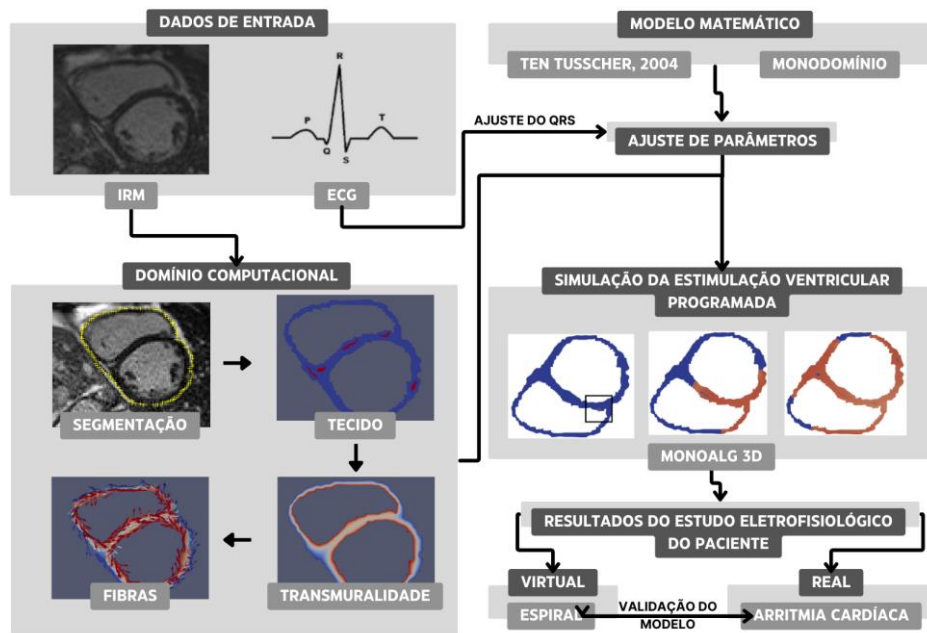 DADOS DE ENTRADA
R
P
T
Q
S
IRM
ECG
MODELO MATEMÁTICO
TEN TUSSCHER, 2004
MONODOMÍNIO
AJUSTE DO QRS
AJUSTE DE PARÂMETROS
DOMÍNIO COMPUTACIONAL
SEGMENTAÇÃO
TECIDO
FIBRAS
TRANSMURALIDADE
SIMULAÇÃO DA ESTIMULAÇÃO VENTRICULAR
PROGRAMADA
MONOALG 3D
RESULTADOS DO ESTUDO ELETROFISIOLÓGICO
DO PACIENTE
VIRTUAL
REAL
ESPIRAL
VALIDAÇÃO DO
MODELO
ARRITMIA CARDÍACA